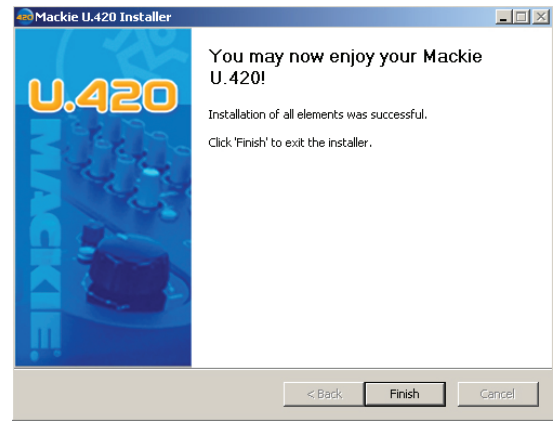 420 Mackie U.420 Installer
You may now enjoy your Mackie
U.420!
Installation of all elements was successful.
Click 'Finish' to exit the installer.
U.420
MACKIE
< Back
Finish
Cancel